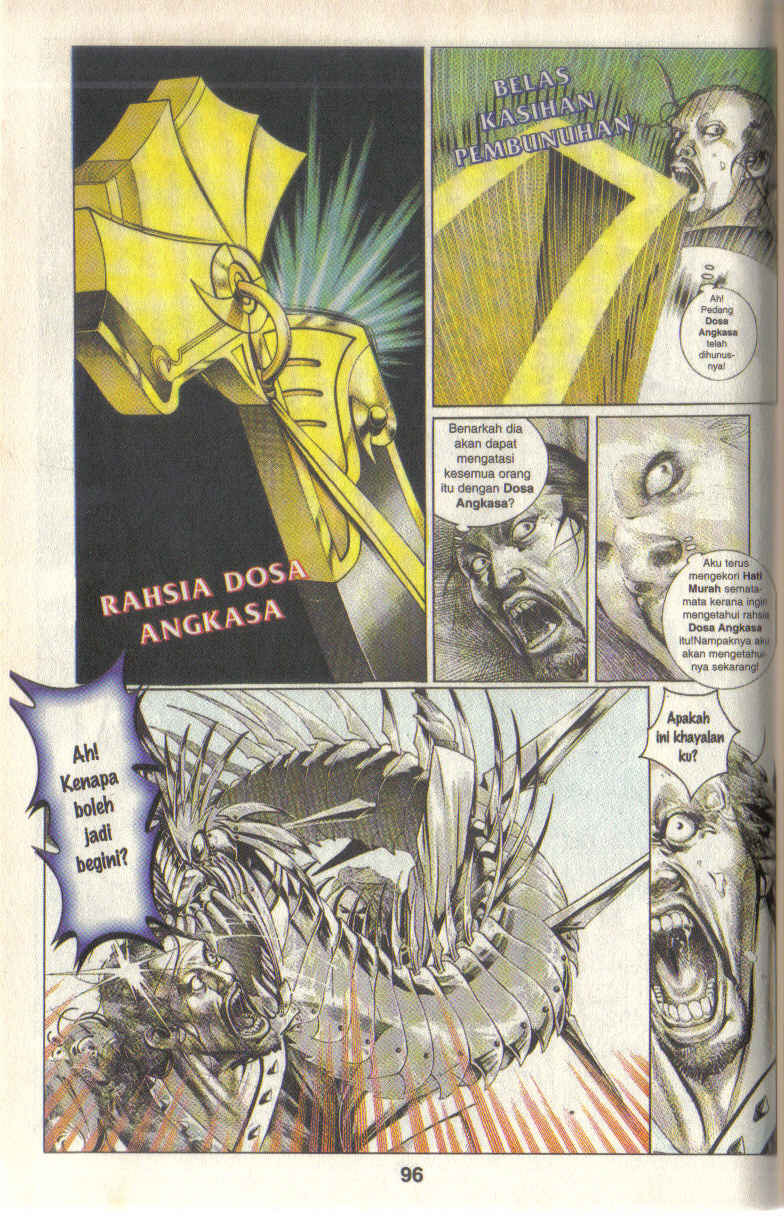 RAHSIA DOSA
ANGKASA
BELAS
KASIHAN
PEMBUNUHAN
Ah!
Pedang
Dosa
Angkasa
telah
dihunus-
nya!
Benarkah dia
akan dapat
mengatasi
kesemua orang
itu dengan Dosa
Angkasa?
Aku terus
mengekori Hati
Murah semata-
mata kerana ingin
mengetahui rahsia
Dosa Angkasa
itu!Nampaknya aku
akan mengetahui-
nya sekarang!
Ah!
Kenapa
boleh
jadi
begini?
Apakah
ini khayalan
ku?
96